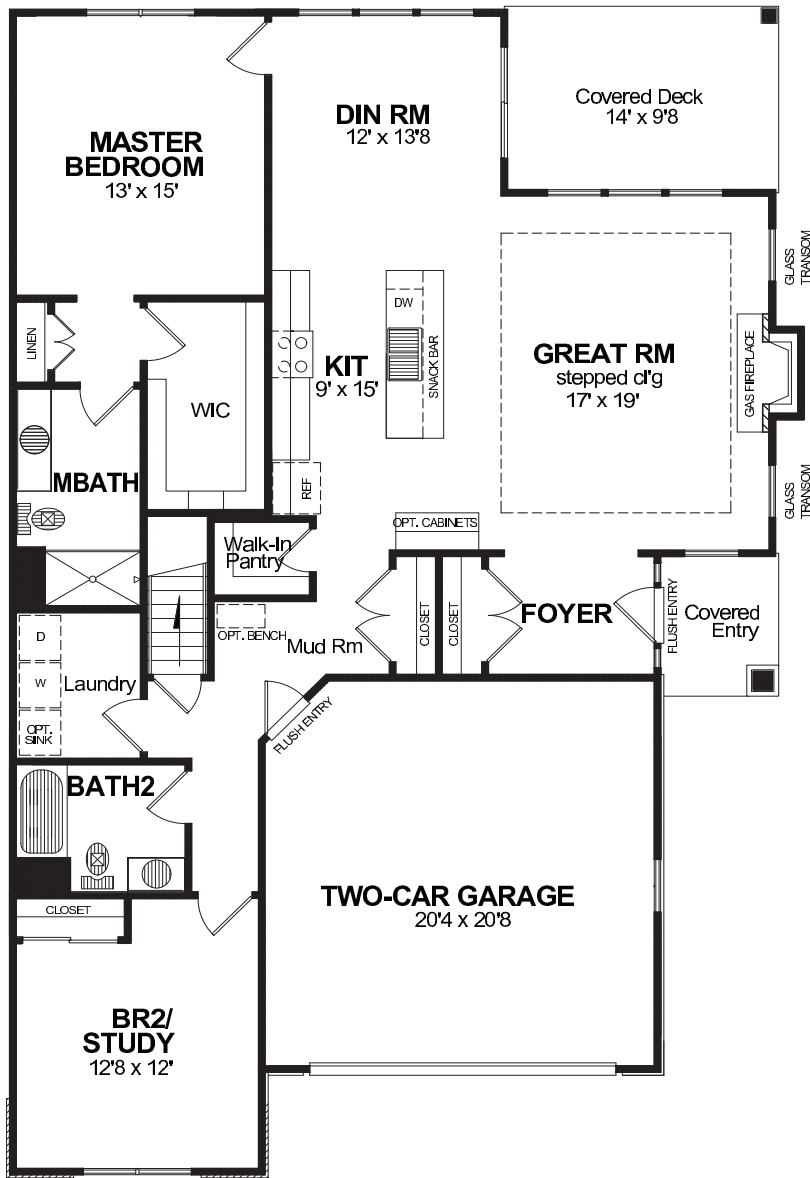 Covered Deck
14' x 9'8
DIN RM
12' x 13'8
MASTER
BEDROOM
13' x 15'
GLASS
TRANSOM
LINEN
DW
SNACK BAR
KIT
9' x 15'
GREAT RM
stepped cl'g
17' x 19'
GAS FIREPLACE
WIC
MBATH
REF
GLASS
TRANSOM
OPT. CABINETS
Walk-In
Pantry
OPT. BENCH
Mud Rm
CLOSET
CLOSET
FOYER
FLUSH ENTRY
Covered
Entry
D
W
Laundry
OPT.
SINK
FLUSH ENTRY
BATH2
TWO-CAR GARAGE
20'4 x 20'8
CLOSET
BR2/
STUDY
12'8 x 12'